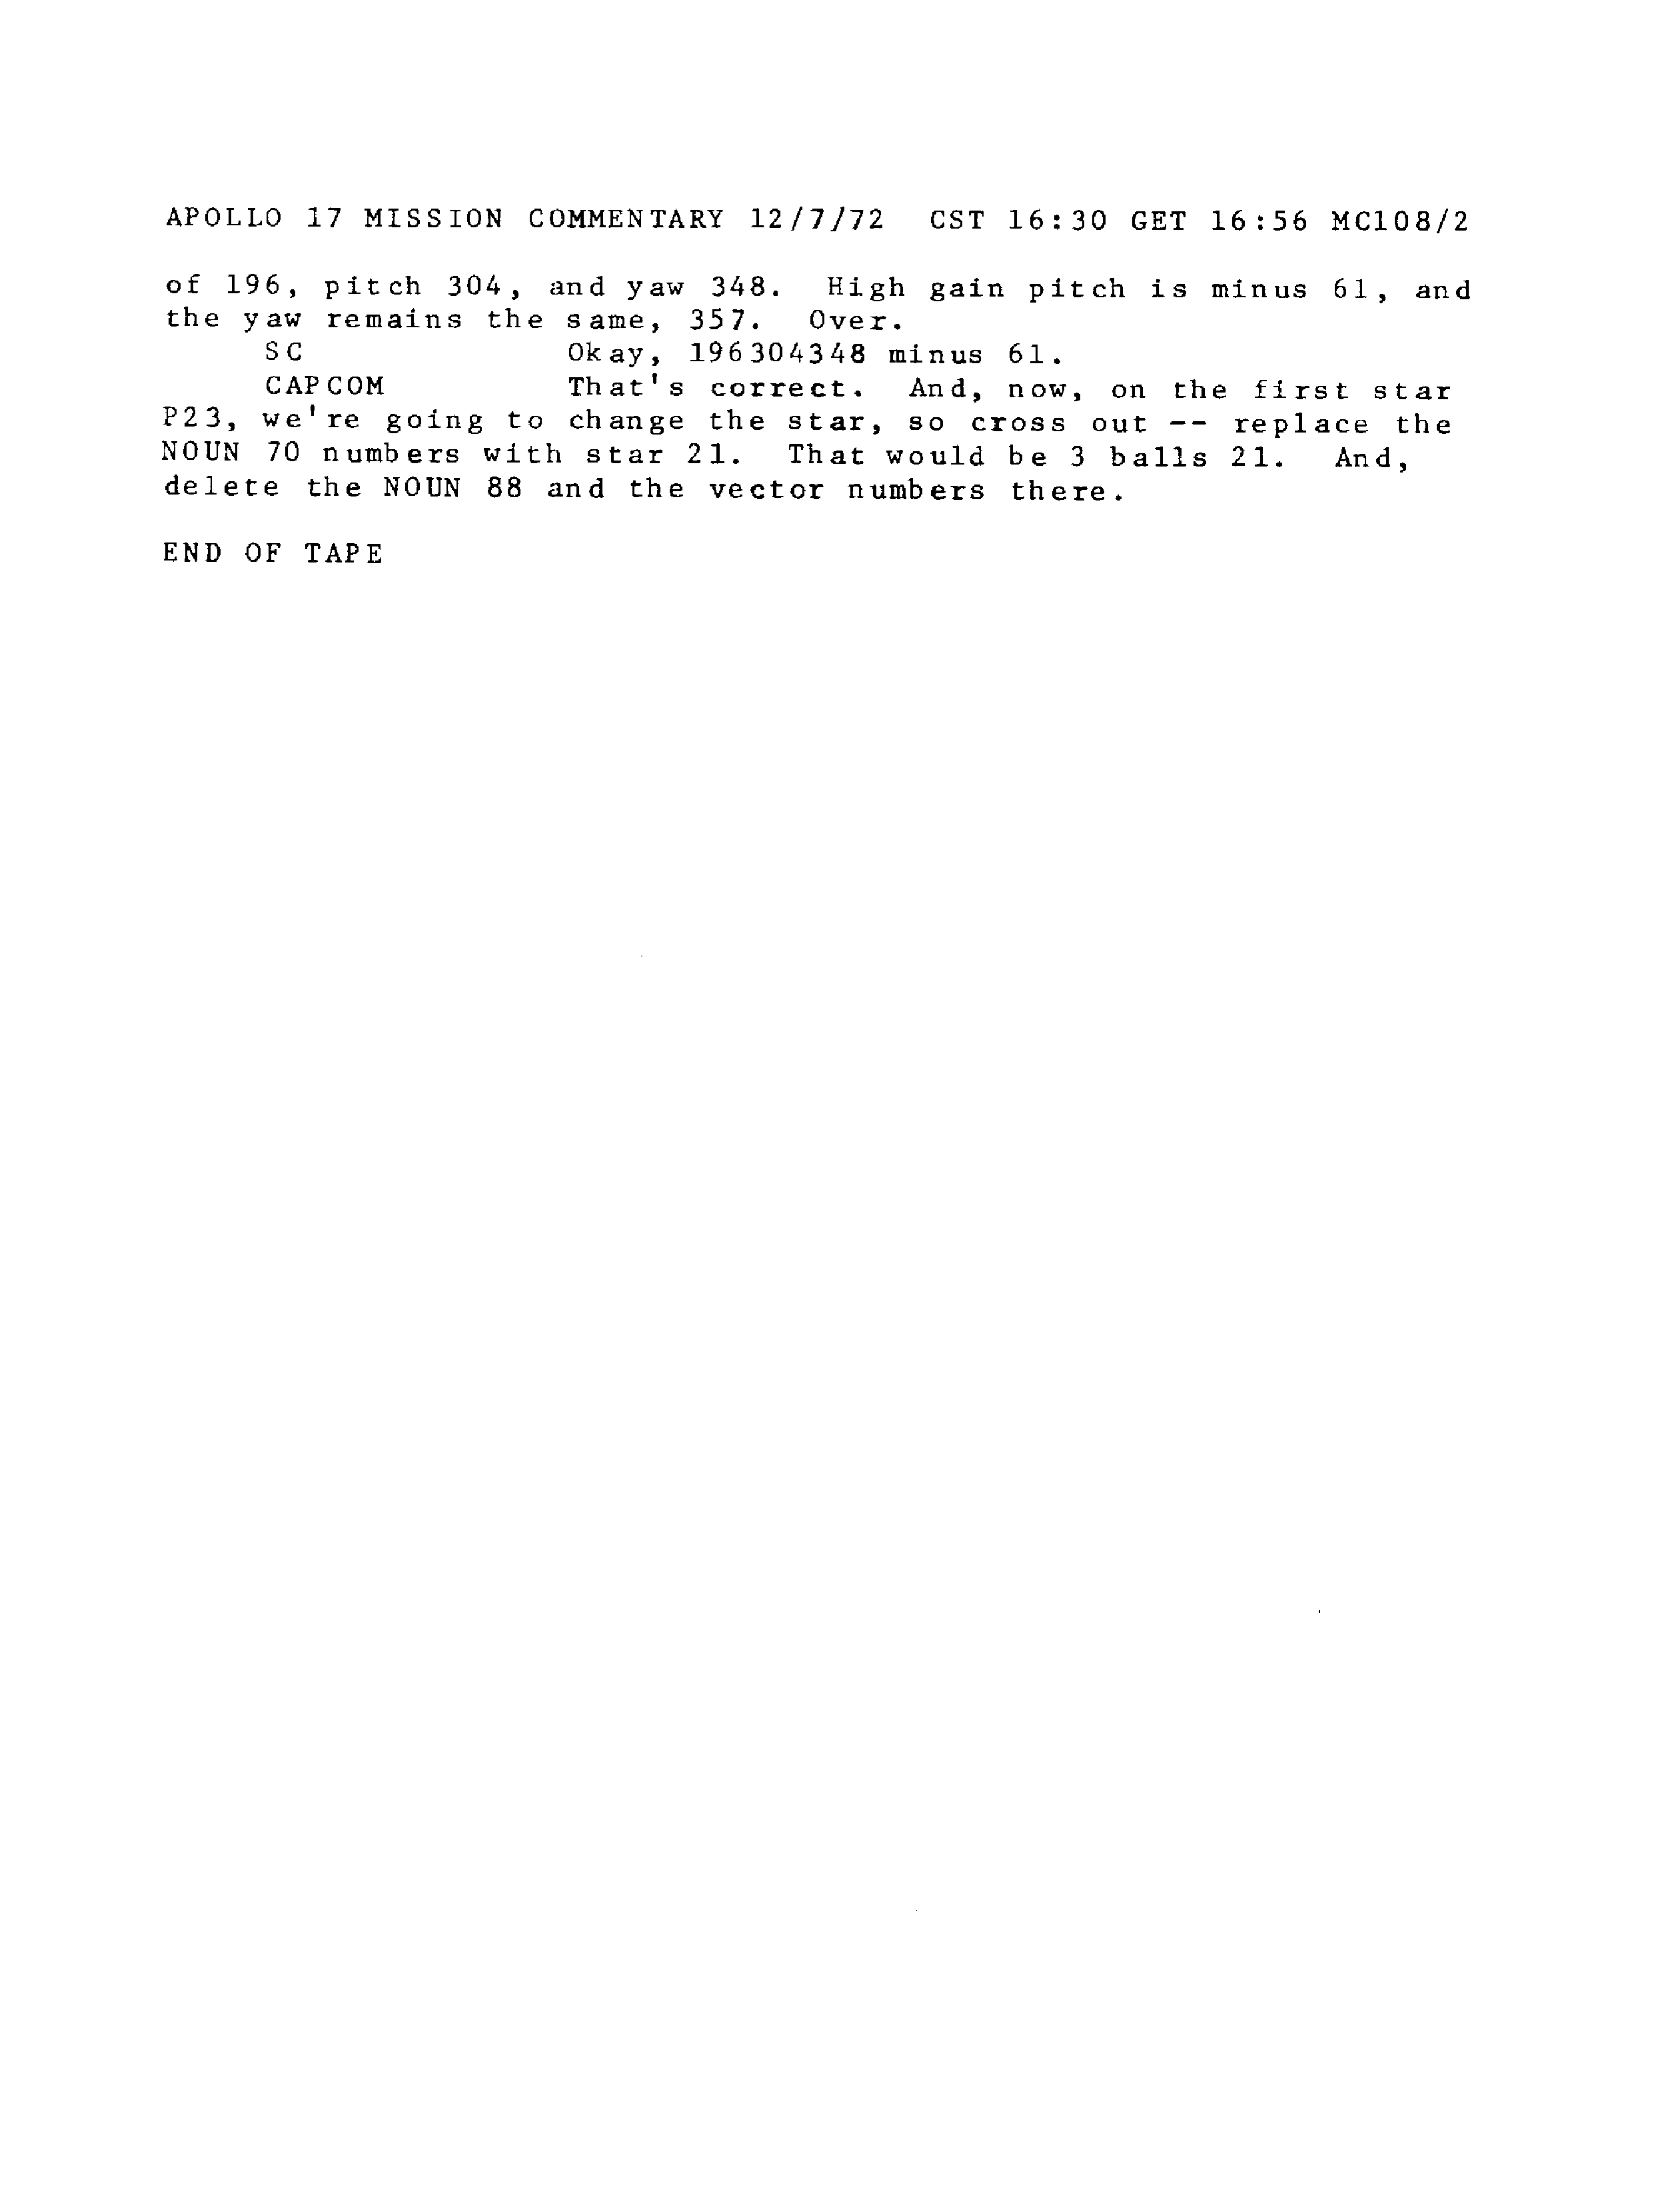 APOLLO 17 MISSION COMMENTARY 12/7/72 CST 16:30 GET 16:56 MC108/2
of 196, pitch 304, and yaw 348. High gain pitch is minus 61, and
the yaw remains the same, 357. Over.
SC Okay, 196304348 minus 61.
CAPCOM That's correct. And, now, on the first star
P23, we're going to change the star, so cross out -- replace the
NOUN 70 numbers with star 21. That would be 3 balls 21. And,
delete the NOUN 88 and the vector numbers there.
END OF TAPE